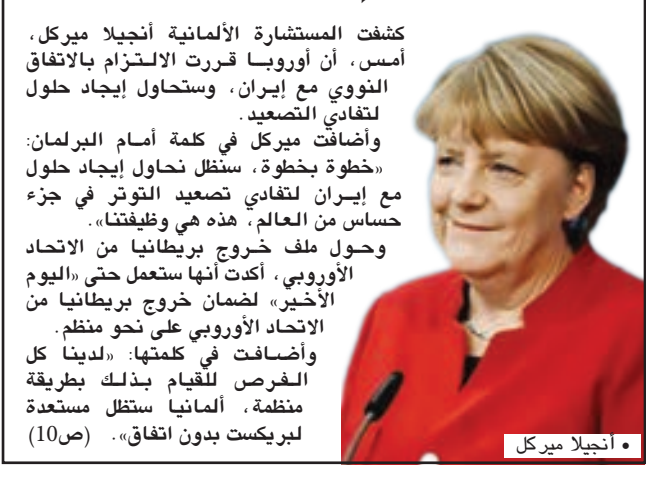 كشفت المستشارة الألمانية أنجيلا ميركل،
أمس، أن أوروبا قررت الالتزام بالاتفاق
النووي مع إيران، وستحاول إيجاد حلول
لتفادي التصعيد.
وأضافت ميركل في كلمة أمام البرلمان:
«خطوة بخطوة، سنظل نحاول إيجاد حلول
مع إيران لتفادي تصعيد التوتر في جزء
حساس من العالم، هذه هي وظيفتنا».
وحول ملف خروج بريطانيا من الاتحاد
الأوروبي، أكدت أنها ستعمل حتى «اليوم
الأخير» لضمان خروج بريطانيا من
الاتحاد الأوروبي على نحو منظم.
وأضافت في كلمتها: «لدينا كل
الفرص للقيام بذلك بطريقة
منظمة، ألمانيا ستظل مستعدة
لبريكست بدون اتفاق». (ص10)
• أنجيلا ميركل